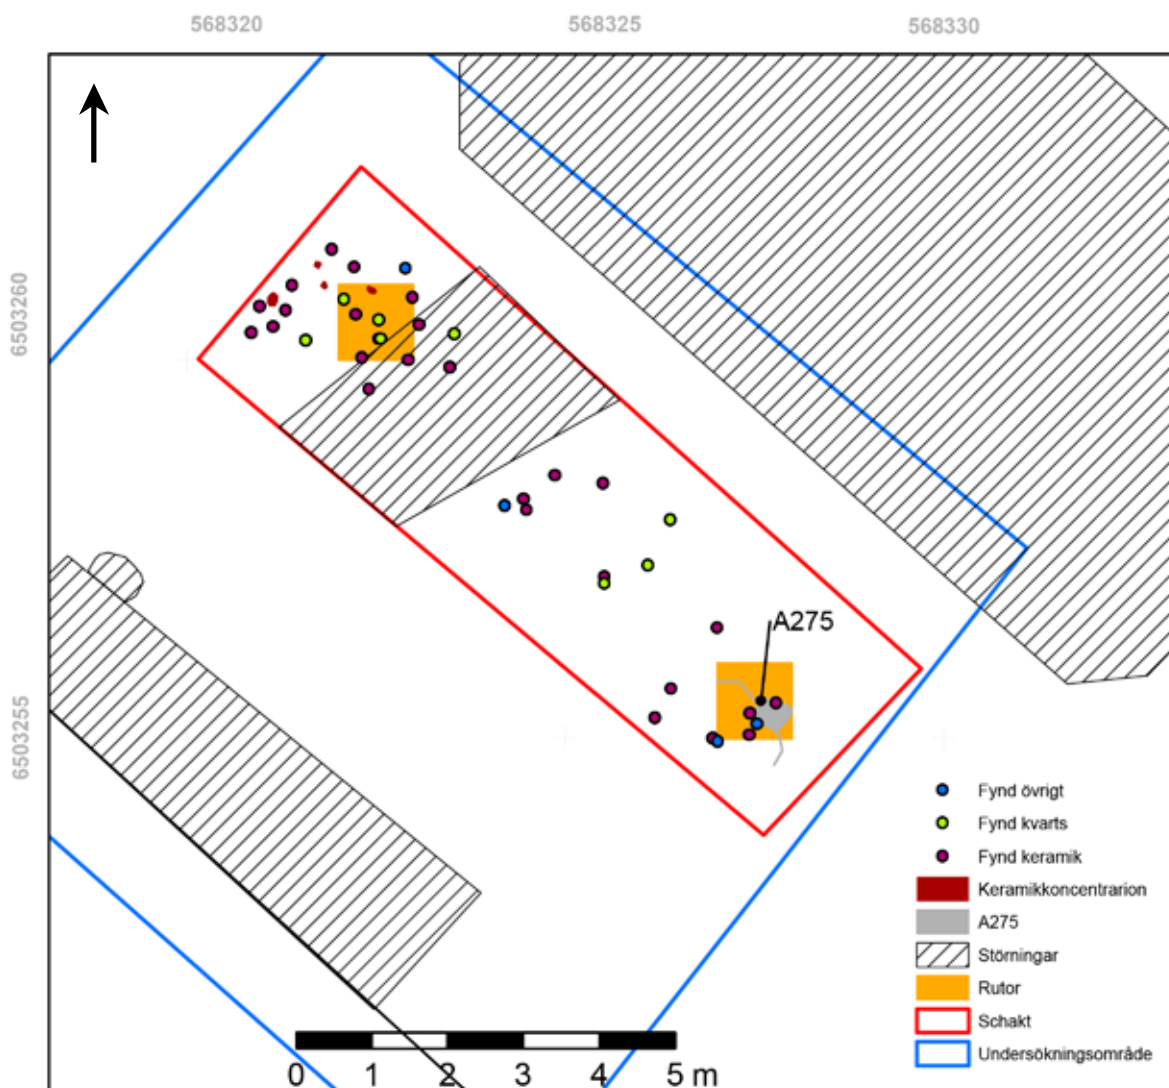 568320 568325 568330
6503260
6503255
A275
Fynd övrigt
Fynd kvarts
Fynd keramik
Keramikkoncentrarion
A275
Störningar
Rutor
Schakt
Undersökningsområde
0 1 2 3 4 5 m